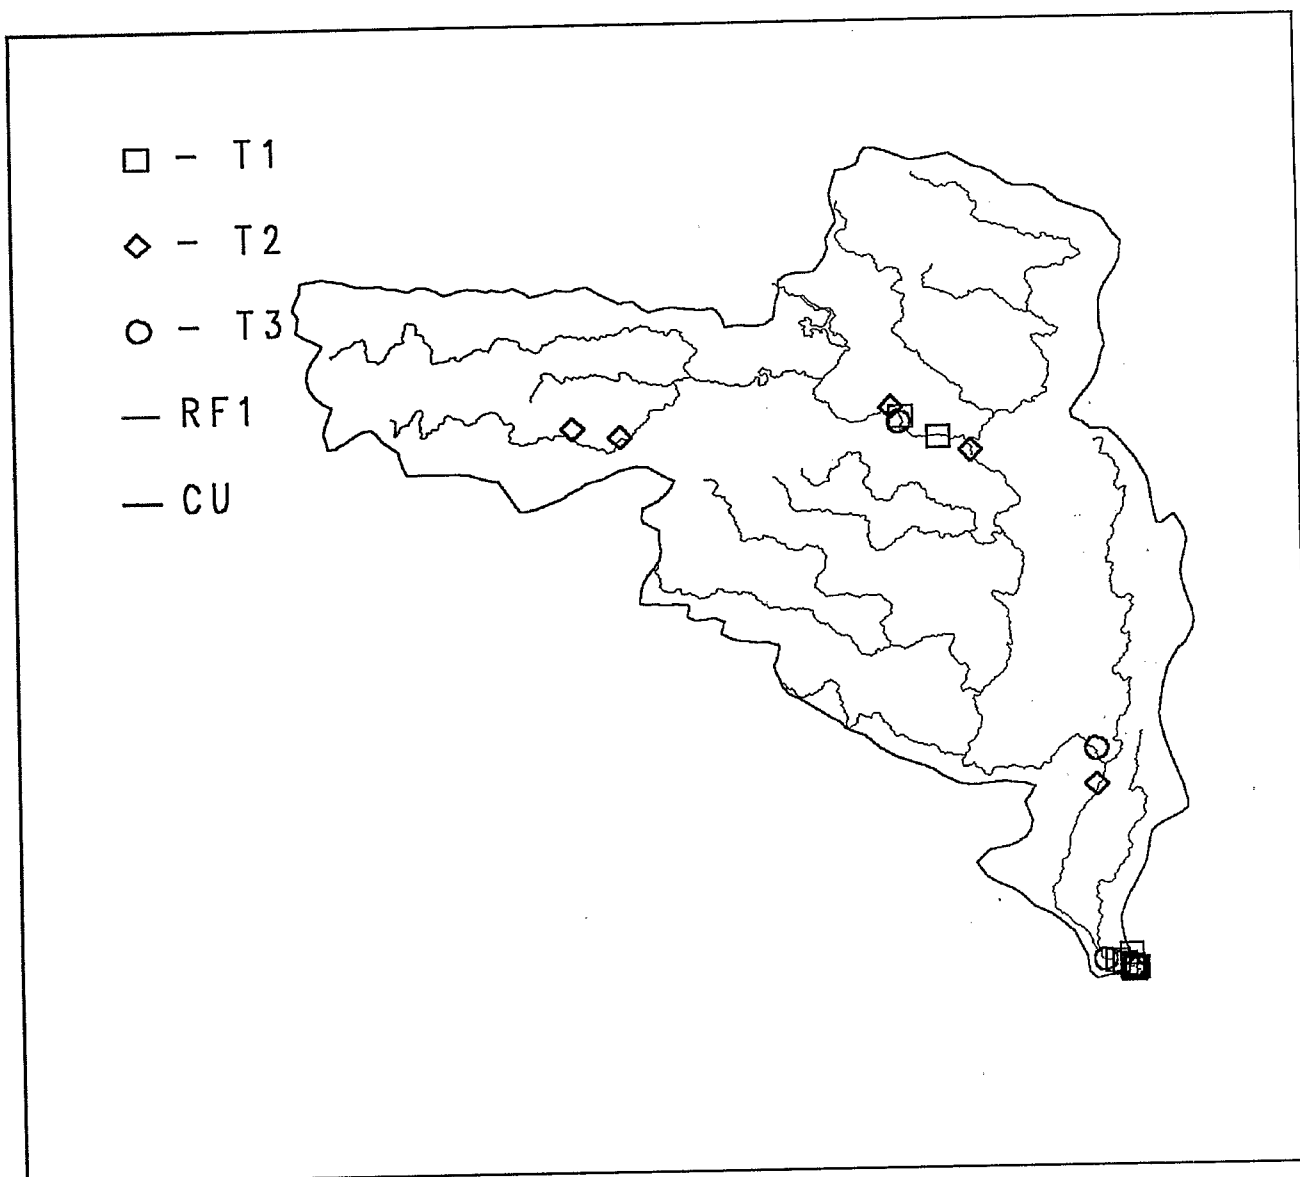 □ – T1
◇ – T2
○ – T3
— RF1
— CU